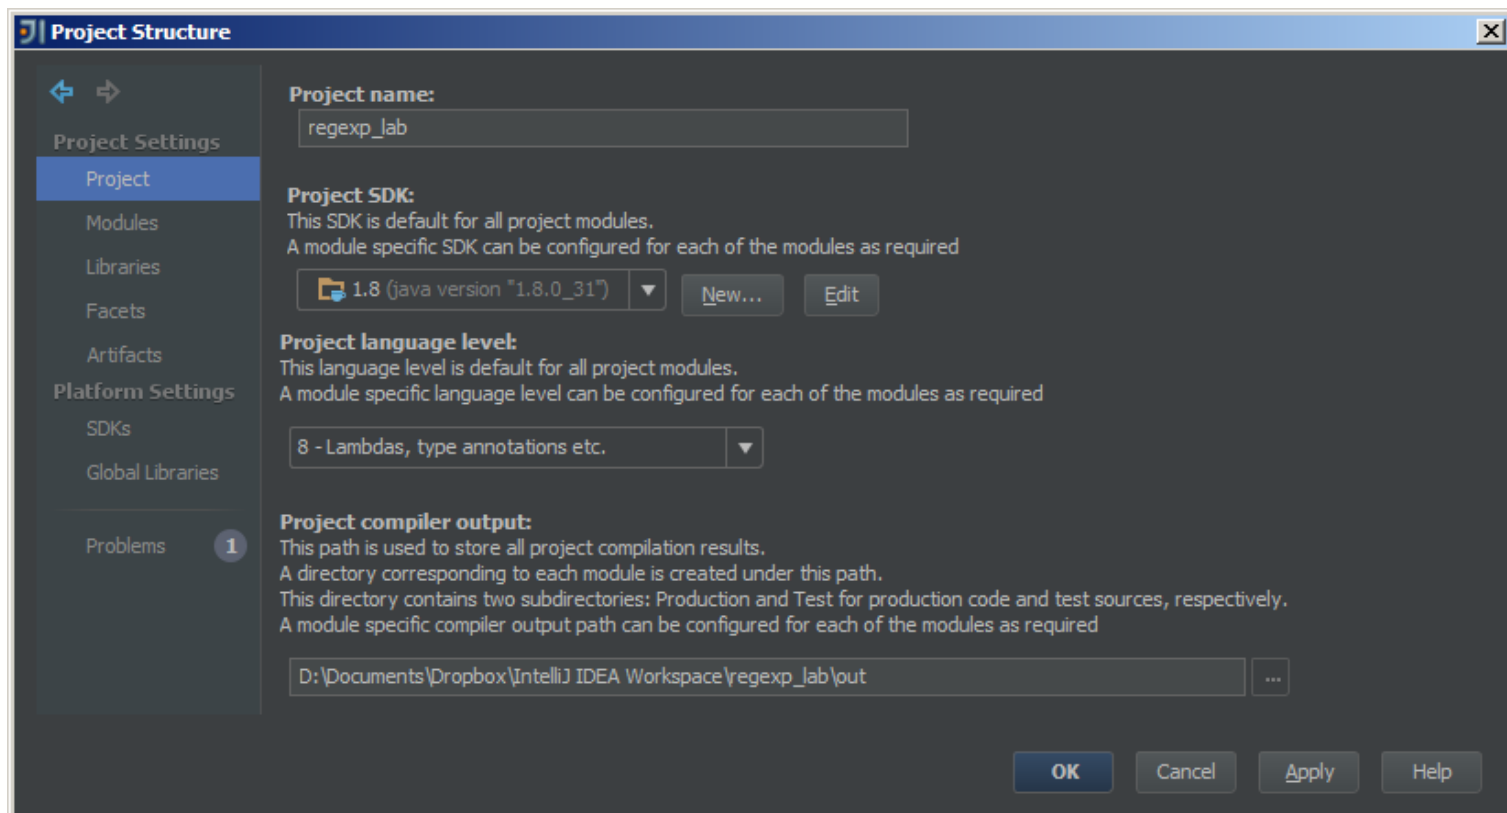 Project Structure
Project Settings
Project
Modules
Libraries
Facets
Artifacts
Platform Settings
SDKs
Global Libraries
Problems 1
Project name:
regexp_lab
Project SDK:
This SDK is default for all project modules.
A module specific SDK can be configured for each of the modules as required
1.8 (java version "1.8.0_31") New... Edit
Project language level:
This language level is default for all project modules.
A module specific language level can be configured for each of the modules as required
8 - Lambdas, type annotations etc.
Project compiler output:
This path is used to store all project compilation results.
A directory corresponding to each module is created under this path.
This directory contains two subdirectories: Production and Test for production code and test sources, respectively.
A module specific compiler output path can be configured for each of the modules as required
D:\Documents\Dropbox\IntelliJ IDEA Workspace\regexp_lab\out ...
OK Cancel Apply Help